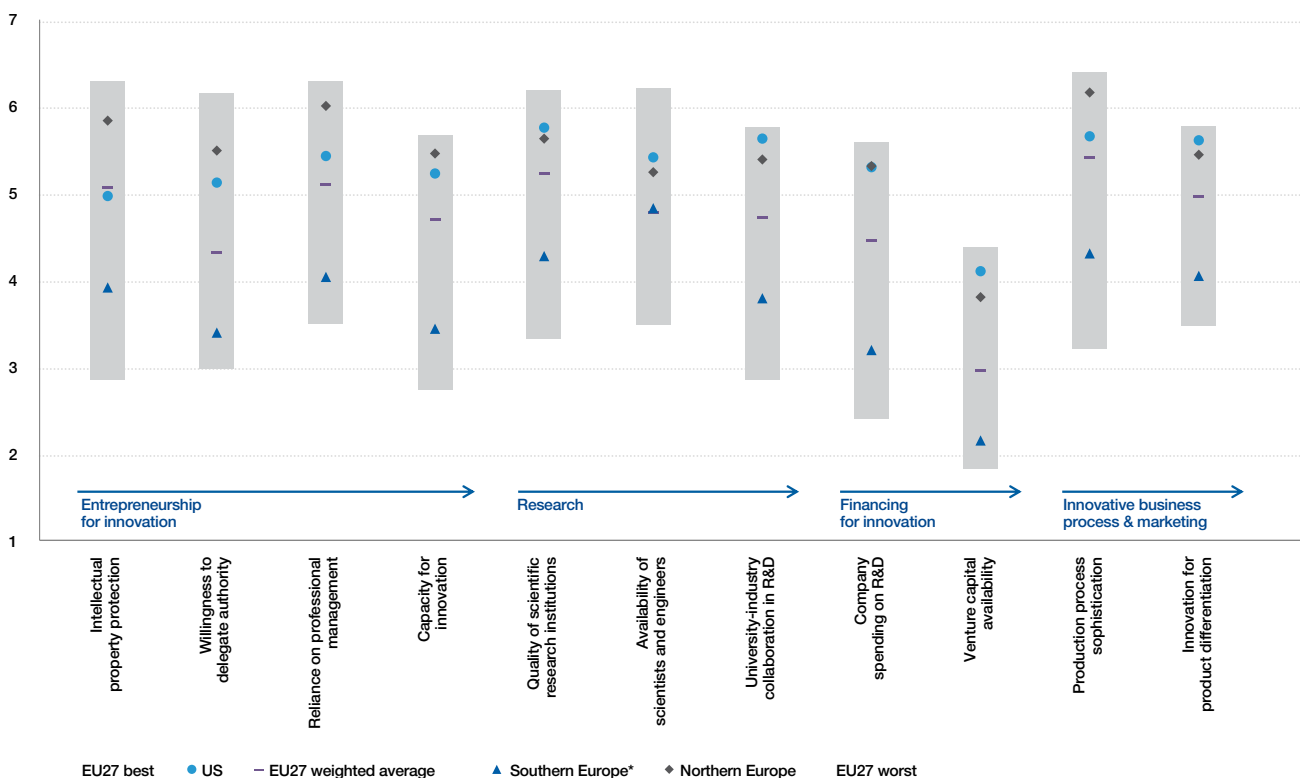 7
6
5
4
3
2
1
Entrepreneurship
for innovation
Research
Financing
for innovation
Innovative business
process & marketing
Intellectual
property protection
Willingness to
delegate authority
Reliance on professional
management
Capacity for
innovation
Quality of scientific
research institutions
Availability of
scientists and engineers
University-industry
collaboration in R&D
Company
spending on R&D
Venture capital
availability
Production process
sophistication
Innovation for
product differentiation
EU27 best US EU27 weighted average Southern Europe* Northern Europe EU27 worst